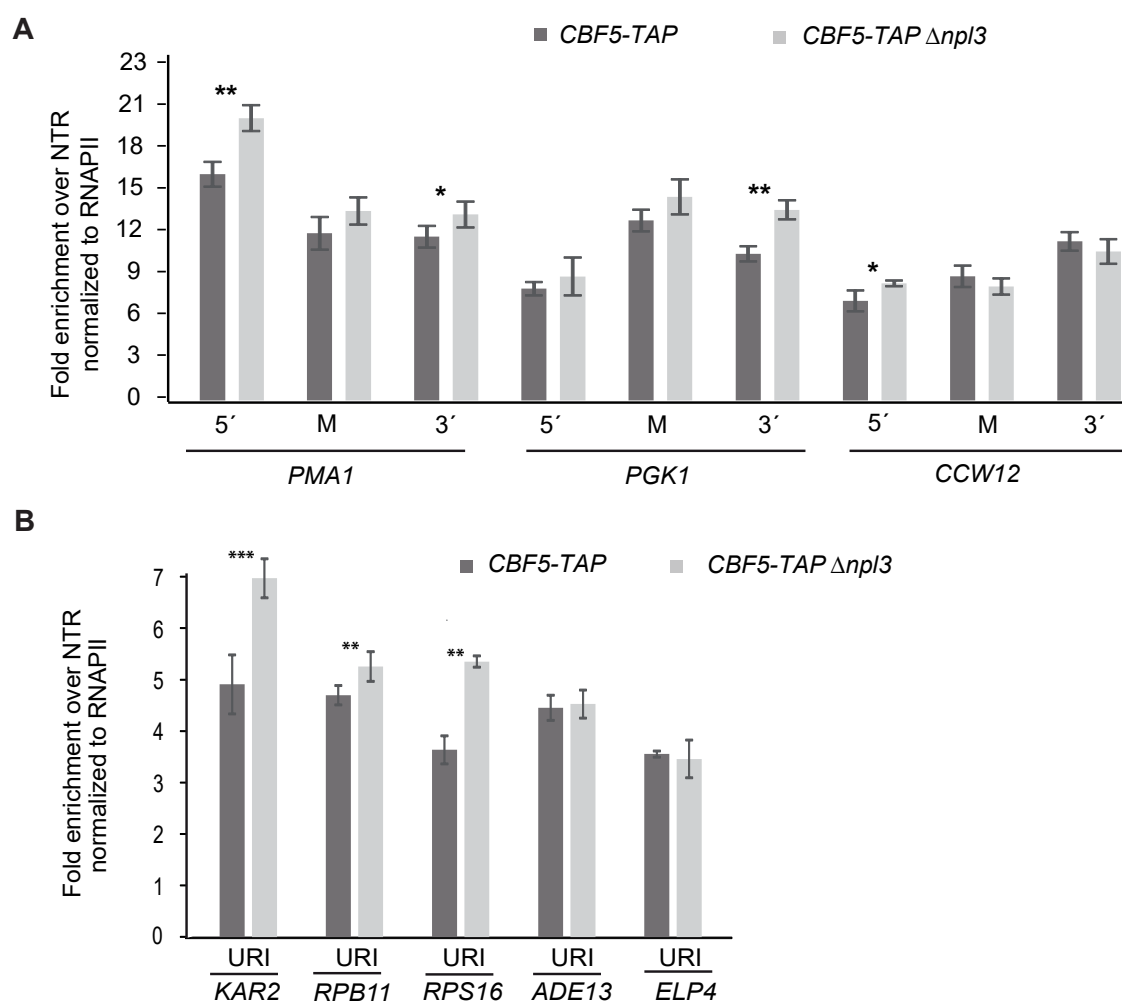 A
CBF5-TAP
CBF5-TAP Δnpl3
Fold enrichment over NTR
normalized to RNAPII
23
21
18
15
12
9
6
3
0
**
*
**
*
5´ M 3´ 5´ M 3´ 5´ M 3´
PMA1 PGK1 CCW12
B
CBF5-TAP
CBF5-TAP Δnpl3
Fold enrichment over NTR
normalized to RNAPII
7
6
5
4
3
2
1
0
***
**
**
URI URI URI URI URI
KAR2 RPB11 RPS16 ADE13 ELP4